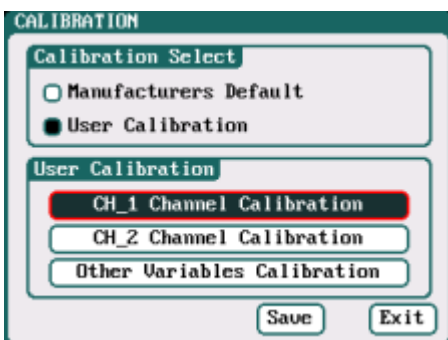 CALIBRATION
Calibration Select
Manufacturers Default
User Calibration
User Calibration
CH_1 Channel Calibration
CH_2 Channel Calibration
Other Variables Calibration
Save Exit